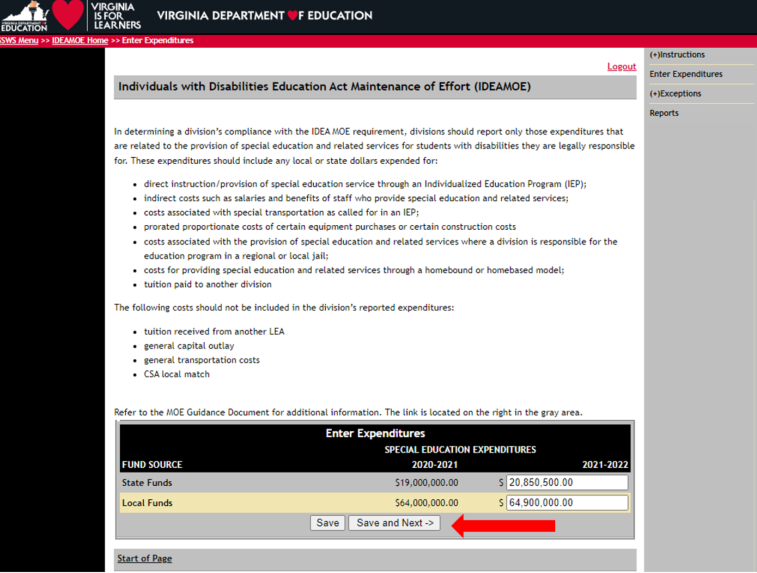 VIRGINIA DEPARTMENT OF
EDUCATION
VIRGINIA
IS FOR
LEARNERS
VIRGINIA DEPARTMENT OF EDUCATION
SSWS Menu >> IDEAMOE Home >> Enter Expenditures
(+)Instructions
Enter Expenditures
(+)Exceptions
Reports
Logout
Individuals with Disabilities Education Act Maintenance of Effort (IDEAMOE)
In determining a division's compliance with the IDEA MOE requirement, divisions should report only those expenditures that
are related to the provision of special education and related services for students with disabilities they are legally responsible
for. These expenditures should include any local or state dollars expended for:
• direct instruction/provision of special education service through an Individualized Education Program (IEP);
• indirect costs such as salaries and benefits of staff who provide special education and related services;
• costs associated with special transportation as called for in an IEP;
• prorated proportionate costs of certain equipment purchases or certain construction costs
• costs associated with the provision of special education and related services where a division is responsible for the
education program in a regional or local jail;
• costs for providing special education and related services through a homebound or homebased model;
• tuition paid to another division
The following costs should not be included in the division's reported expenditures:
• tuition received from another LEA
• general capital outlay
• general transportation costs
• CSA local match
Refer to the MOE Guidance Document for additional information. The link is located on the right in the gray area.
Enter Expenditures
SPECIAL EDUCATION EXPENDITURES
FUND SOURCE 2020-2021 2021-2022
State Funds $19,000,000.00 $ 20,850,500.00
Local Funds $64,000,000.00 $ 64,900,000.00
Save Save and Next ->
Start of Page